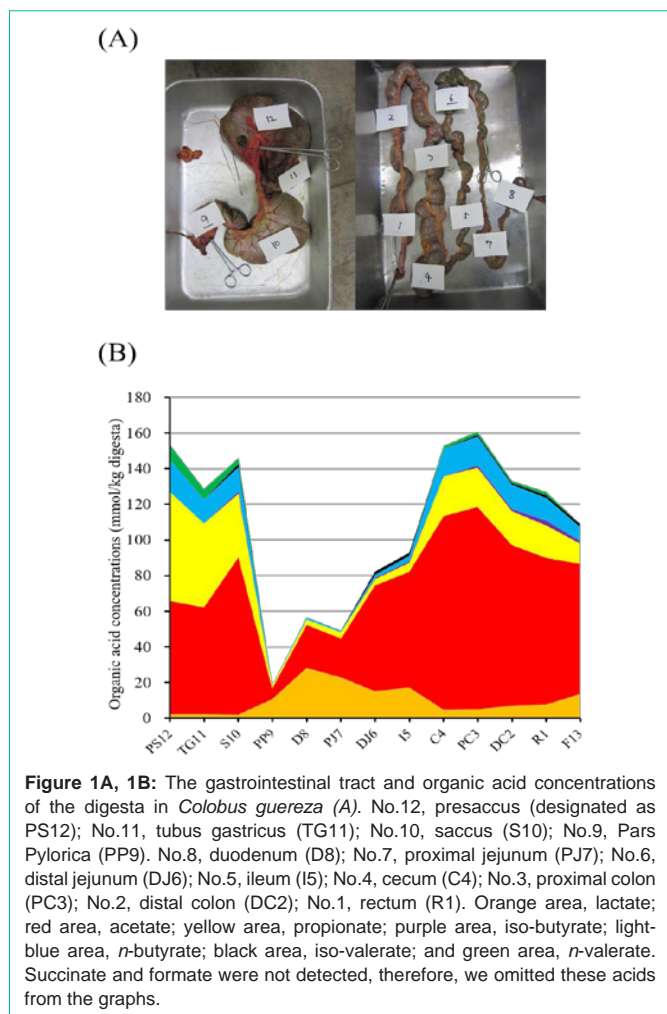 (A)
12
11
9
10
2
6
3
8
1
5
7
4
(B)
Organic acid concentrations (mmol/kg digesta)
180
160
140
120
100
80
60
40
20
0
PS12 TG11 S10 PP9 D8 PJ7 DJ6 I5 C4 PC3 DC2 R1 F13
Figure 1A, 1B: The gastrointestinal tract and organic acid concentrations
of the digesta in Colobus guereza (A). No.12, presaccus (designated as
PS12); No.11, tubus gastricus (TG11); No.10, saccus (S10); No.9, Pars
Pylorica (PP9). No.8, duodenum (D8); No.7, proximal jejunum (PJ7); No.6,
distal jejunum (DJ6); No.5, ileum (I5); No.4, cecum (C4); No.3, proximal colon
(PC3); No.2, distal colon (DC2); No.1, rectum (R1). Orange area, lactate;
red area, acetate; yellow area, propionate; purple area, iso-butyrate; light-
blue area, n-butyrate; black area, iso-valerate; and green area, n-valerate.
Succinate and formate were not detected, therefore, we omitted these acids
from the graphs.